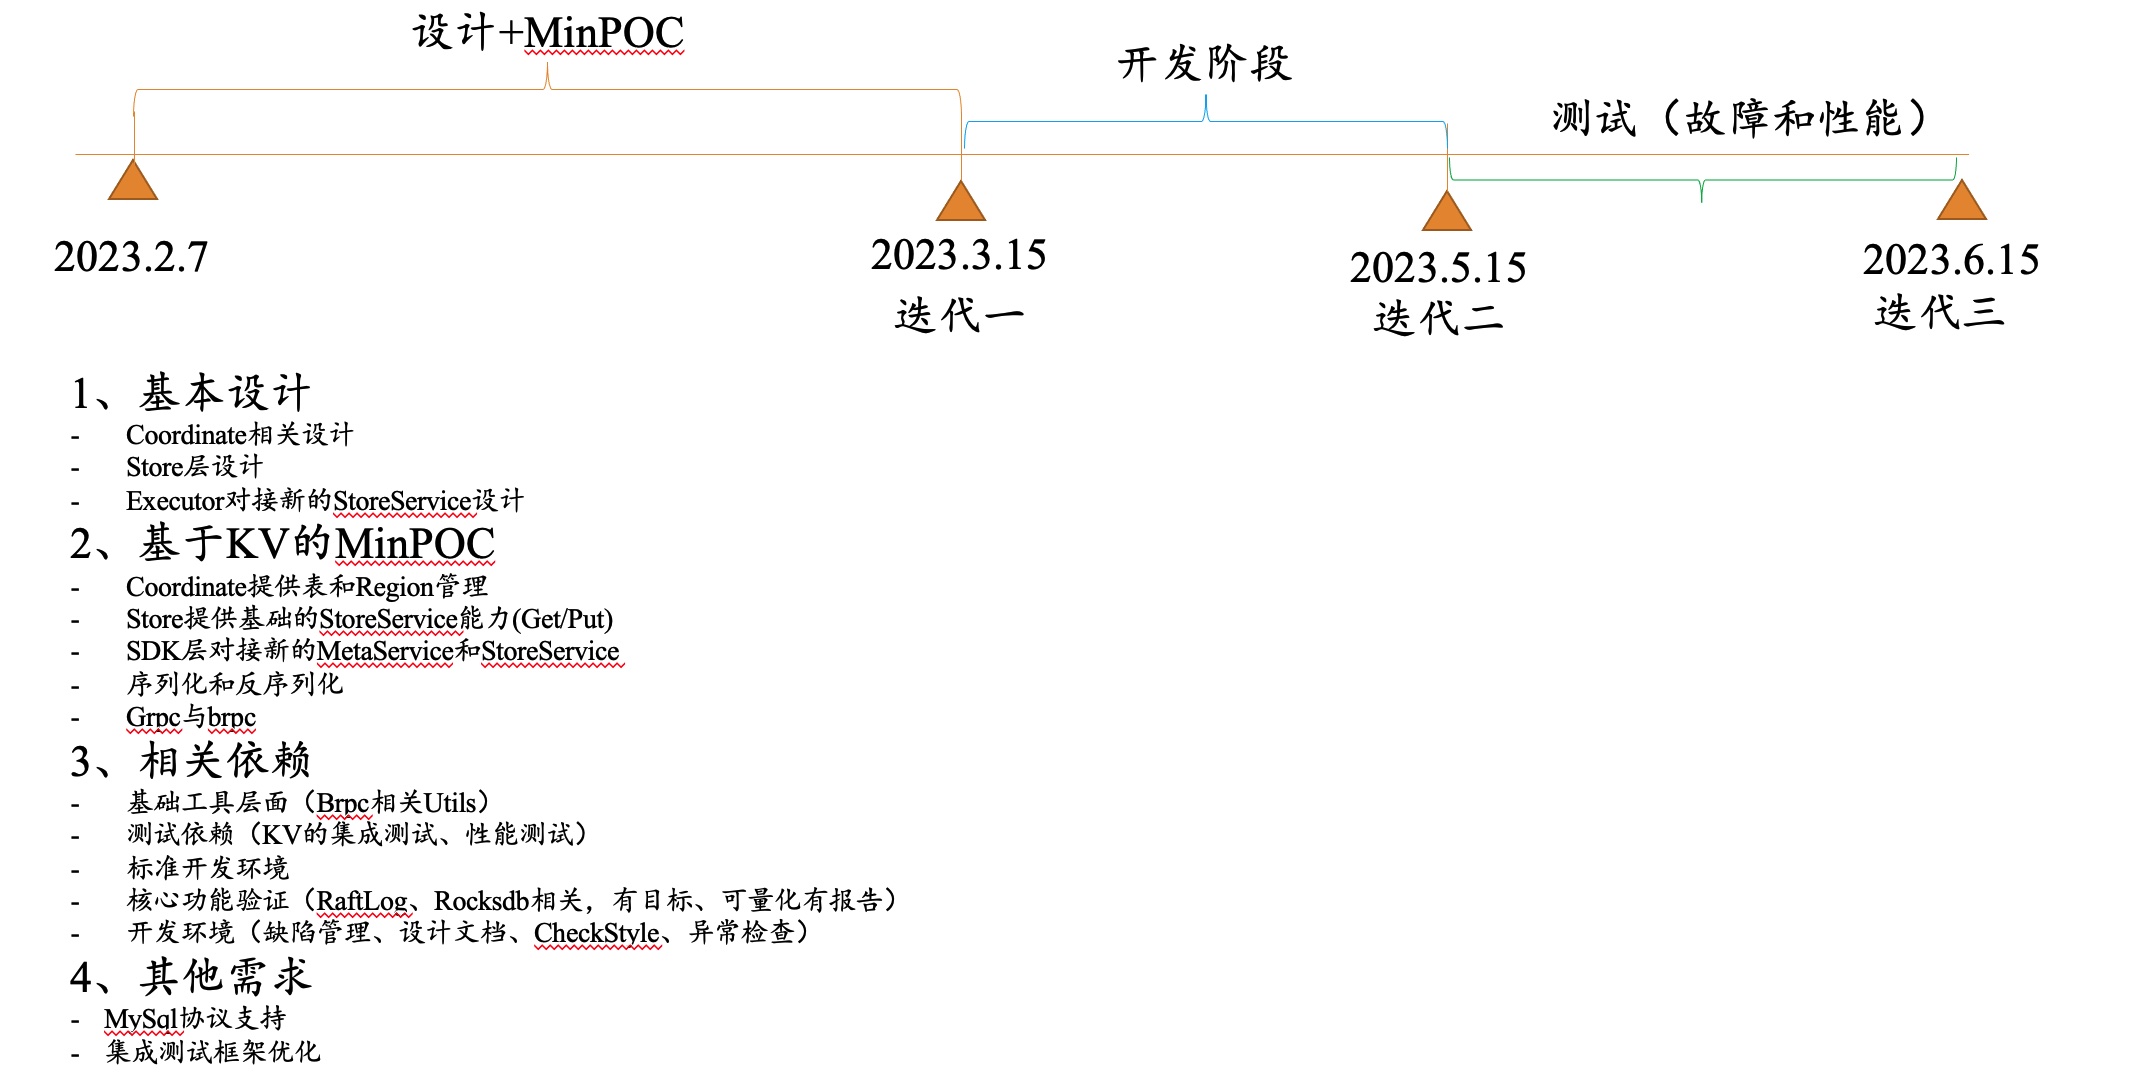 设计+MinPOC
开发阶段
测试（故障和性能）
2023.2.7
2023.3.15
迭代一
2023.5.15
迭代二
2023.6.15
迭代三
1、基本设计
- Coordinate相关设计
- Store层设计
- Executor对接新的StoreService设计
2、基于KV的MinPOC
- Coordinate提供表和Region管理
- Store提供基础的StoreService能力(Get/Put)
- SDK层对接新的MetaService和StoreService
- 序列化和反序列化
- Grpc与brpc
3、相关依赖
- 基础工具层面（Brpc相关Utils）
- 测试依赖（KV的集成测试、性能测试）
- 标准开发环境
- 核心功能验证（RaftLog、Rocksdb相关，有目标、可量化有报告）
- 开发环境（缺陷管理、设计文档、CheckStyle、异常检查）
4、其他需求
- MySql协议支持
- 集成测试框架优化